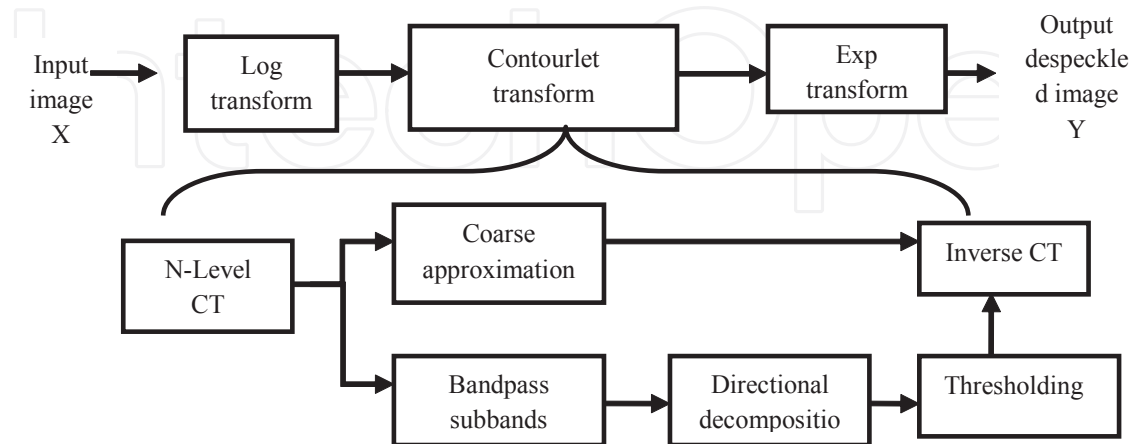 Input
image
X
Log
transform
Contourlet
transform
Exp
transform
Output
despeckle
d image
Y
N-Level
CT
Coarse
approximation
Inverse CT
Bandpass
subbands
Directional
decompositio
Thresholding
intechOpe